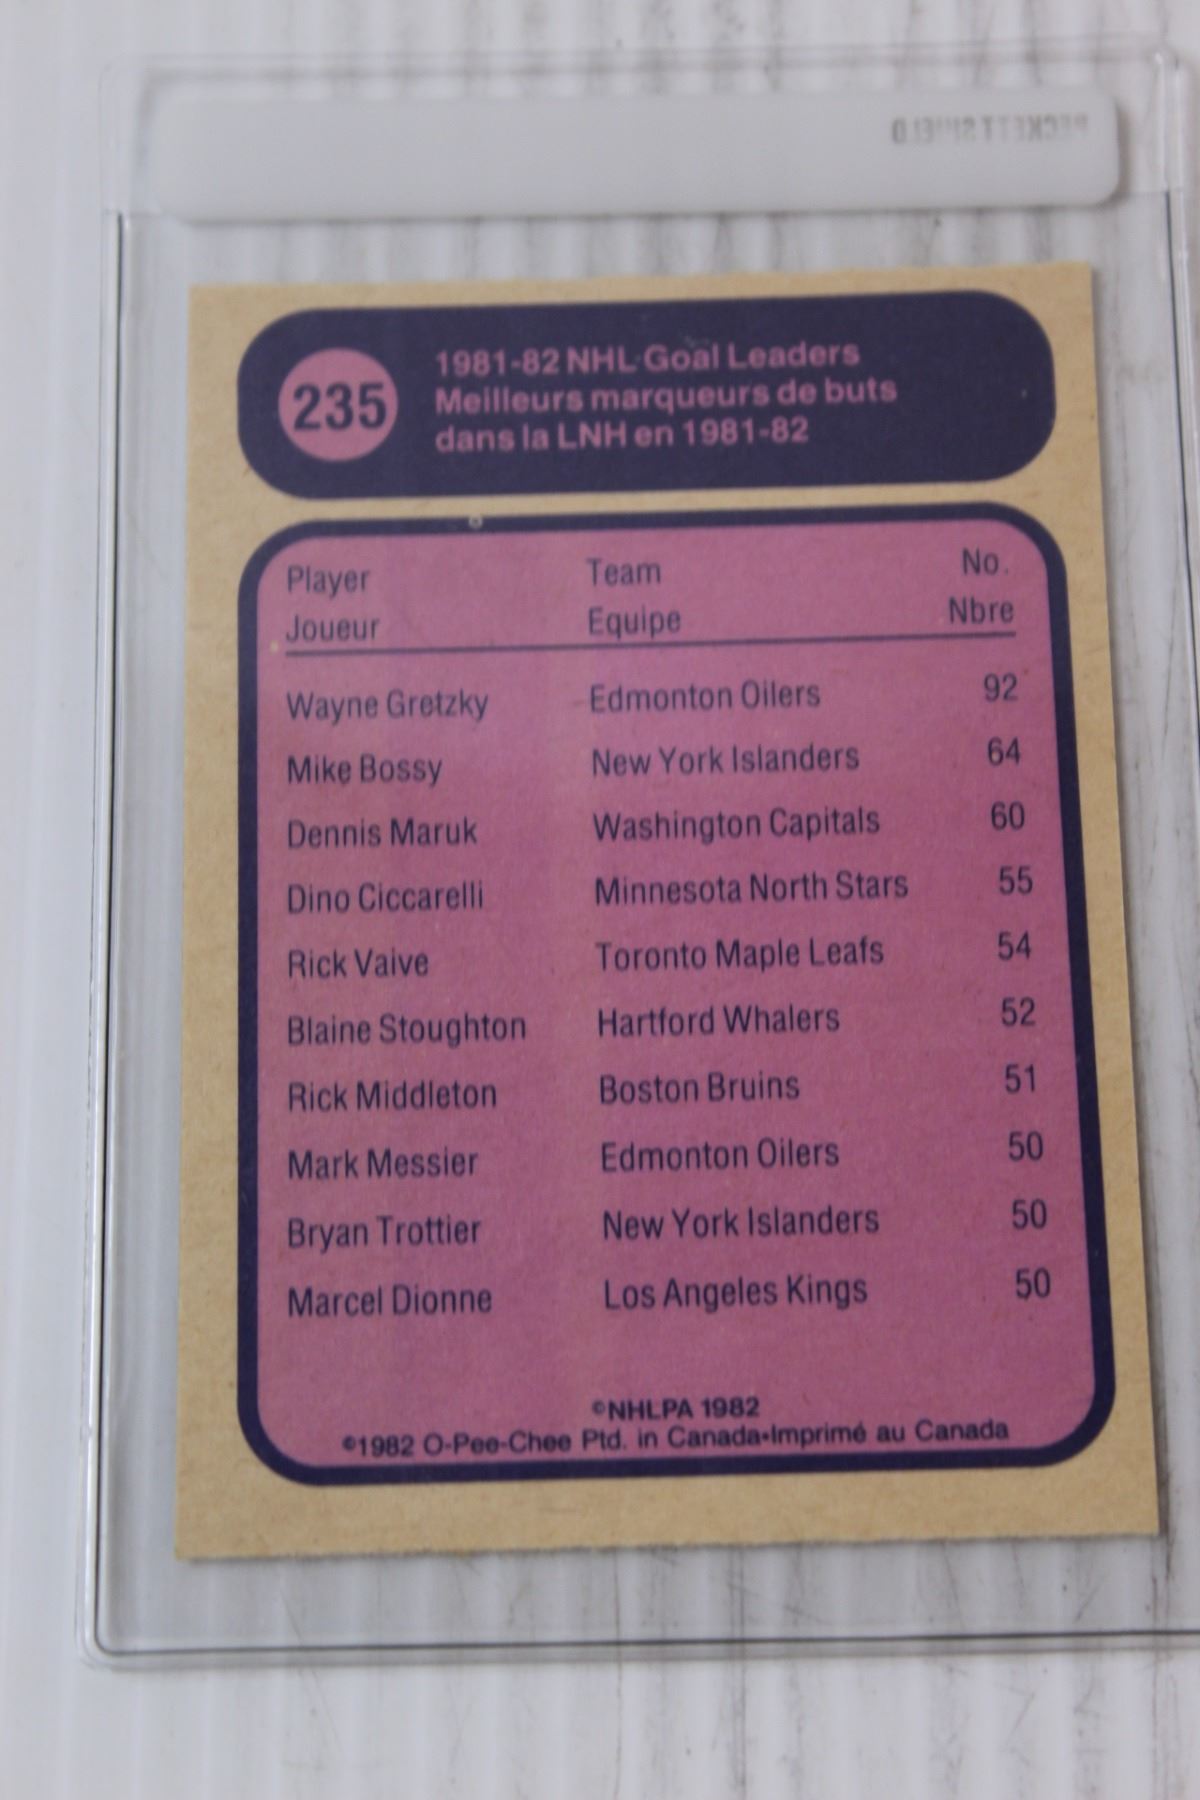 BECKETT SHIELD
235
1981-82 NHL Goal Leaders
Meilleurs marqueurs de buts
dans la LNH en 1981-82
Player Team No.
Joueur Equipe Nbre
Wayne Gretzky Edmonton Oilers 92
Mike Bossy New York Islanders 64
Dennis Maruk Washington Capitals 60
Dino Ciccarelli Minnesota North Stars 55
Rick Vaive Toronto Maple Leafs 54
Blaine Stoughton Hartford Whalers 52
Rick Middleton Boston Bruins 51
Mark Messier Edmonton Oilers 50
Bryan Trottier New York Islanders 50
Marcel Dionne Los Angeles Kings 50
©NHLPA 1982
©1982 O-Pee-Chee Ptd. in Canada•Imprimé au Canada